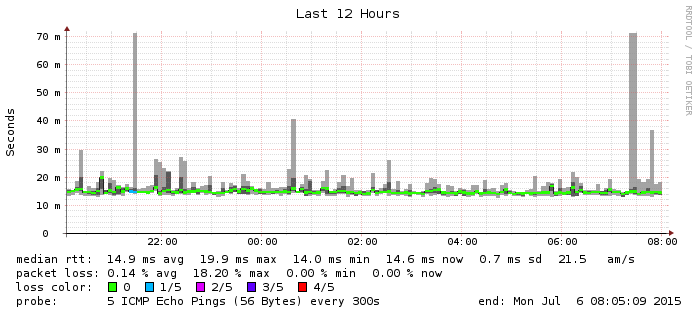 Last 12 Hours
RRDTOOL / TOBI OETIKER
Seconds
70 m
60 m
50 m
40 m
30 m
20 m
10 m
0
22:00 00:00 02:00 04:00 06:00 08:00
median rtt: 14.9 ms avg 19.9 ms max 14.0 ms min 14.6 ms now 0.7 ms sd 21.5 am/s
packet loss: 0.14 % avg 18.20 % max 0.00 % min 0.00 % now
loss color: 0 1/5 2/5 3/5 4/5
probe: 5 ICMP Echo Pings (56 Bytes) every 300s end: Mon Jul 6 08:05:09 2015